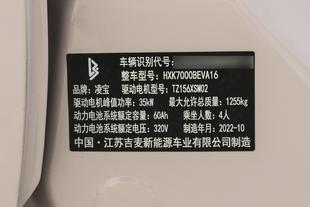 车辆识别代号:
整车型号: HXK7000BEVA16
品牌: 凌宝 驱动电机型号: TZ156XSM02
驱动电机峰值功率: 35kW 最大允许总质量: 1255kg
动力电池系统额定容量: 60Ah 乘坐人数: 4人
动力电池系统额定电压: 320V 制造年月: 2022-10
中国·江苏吉麦新能源车业有限公司制造